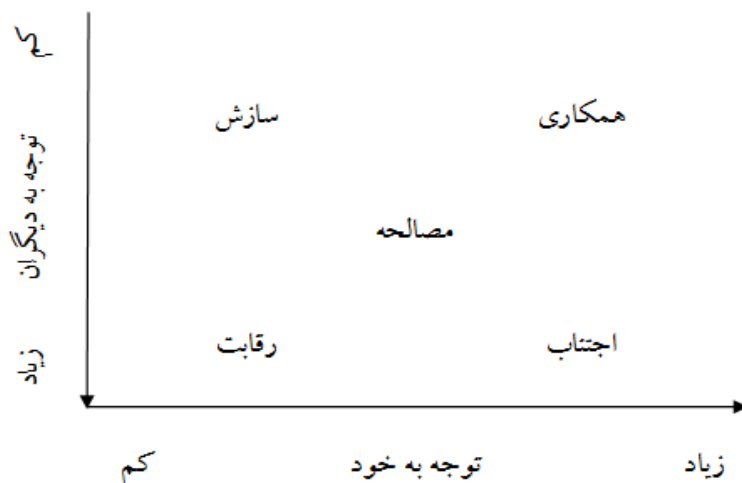 کم
توجه به دیگران
زیاد
سازش
همکاری
مصالحه
رقابت
اجتناب
کم
توجه به خود
زیاد